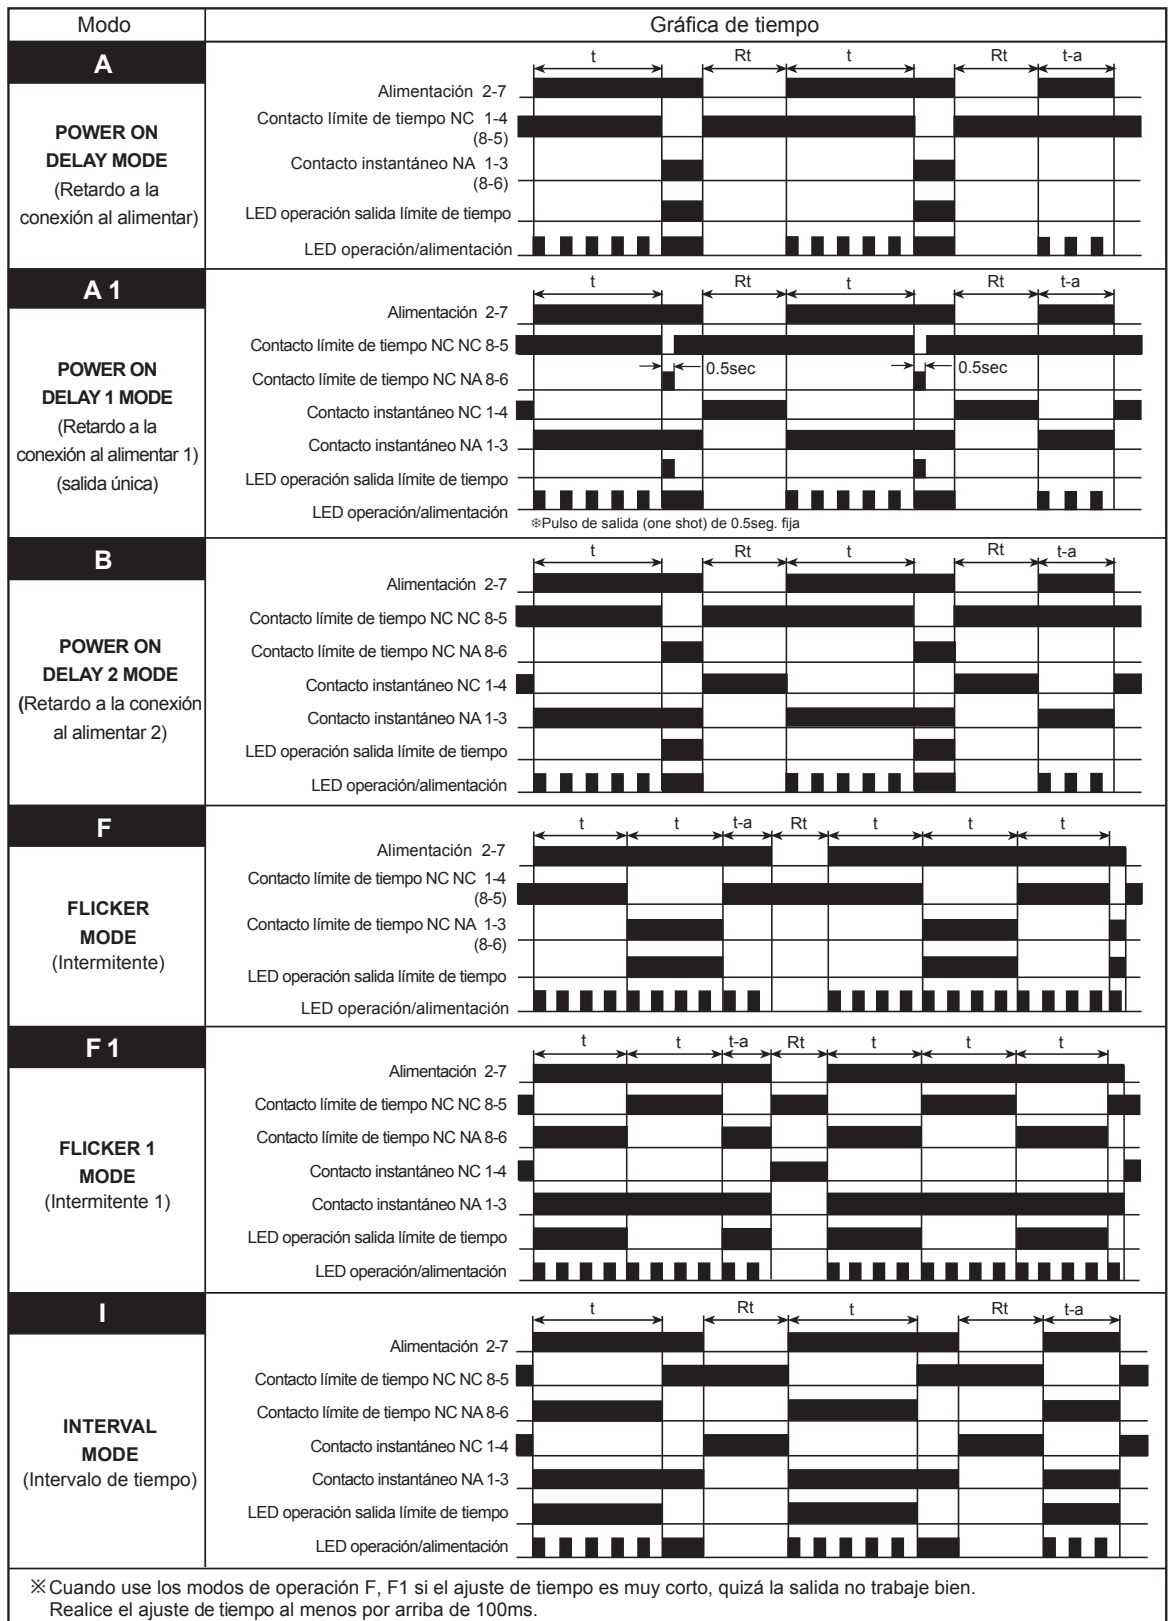 Modo
Gráfica de tiempo
A
POWER ON
DELAY MODE
(Retardo a la
conexión al alimentar)
t Rt t Rt t-a
Alimentación 2-7
Contacto límite de tiempo NC 1-4
(8-5)
Contacto instantáneo NA 1-3
(8-6)
LED operación salida límite de tiempo
LED operación/alimentación
A 1
POWER ON
DELAY 1 MODE
(Retardo a la
conexión al alimentar 1)
(salida única)
t Rt t Rt t-a
Alimentación 2-7
Contacto límite de tiempo NC NC 8-5
0.5sec 0.5sec
Contacto límite de tiempo NC NA 8-6
Contacto instantáneo NC 1-4
Contacto instantáneo NA 1-3
LED operación salida límite de tiempo
LED operación/alimentación
❊Pulso de salida (one shot) de 0.5seg. fija
B
POWER ON
DELAY 2 MODE
(Retardo a la conexión
al alimentar 2)
t Rt t Rt t-a
Alimentación 2-7
Contacto límite de tiempo NC NC 8-5
Contacto límite de tiempo NC NA 8-6
Contacto instantáneo NC 1-4
Contacto instantáneo NA 1-3
LED operación salida límite de tiempo
LED operación/alimentación
F
FLICKER
MODE
(Intermitente)
t t t-a Rt t t t
Alimentación 2-7
Contacto límite de tiempo NC NC 1-4
(8-5)
Contacto límite de tiempo NC NA 1-3
(8-6)
LED operación salida límite de tiempo
LED operación/alimentación
F 1
FLICKER 1
MODE
(Intermitente 1)
t t t-a Rt t t t
Alimentación 2-7
Contacto límite de tiempo NC NC 8-5
Contacto límite de tiempo NC NA 8-6
Contacto instantáneo NC 1-4
Contacto instantáneo NA 1-3
LED operación salida límite de tiempo
LED operación/alimentación
I
INTERVAL
MODE
(Intervalo de tiempo)
t Rt t Rt t-a
Alimentación 2-7
Contacto límite de tiempo NC NC 8-5
Contacto límite de tiempo NC NA 8-6
Contacto instantáneo NC 1-4
Contacto instantáneo NA 1-3
LED operación salida límite de tiempo
LED operación/alimentación
※Cuando use los modos de operación F, F1 si el ajuste de tiempo es muy corto, quizá la salida no trabaje bien.
Realice el ajuste de tiempo al menos por arriba de 100ms.